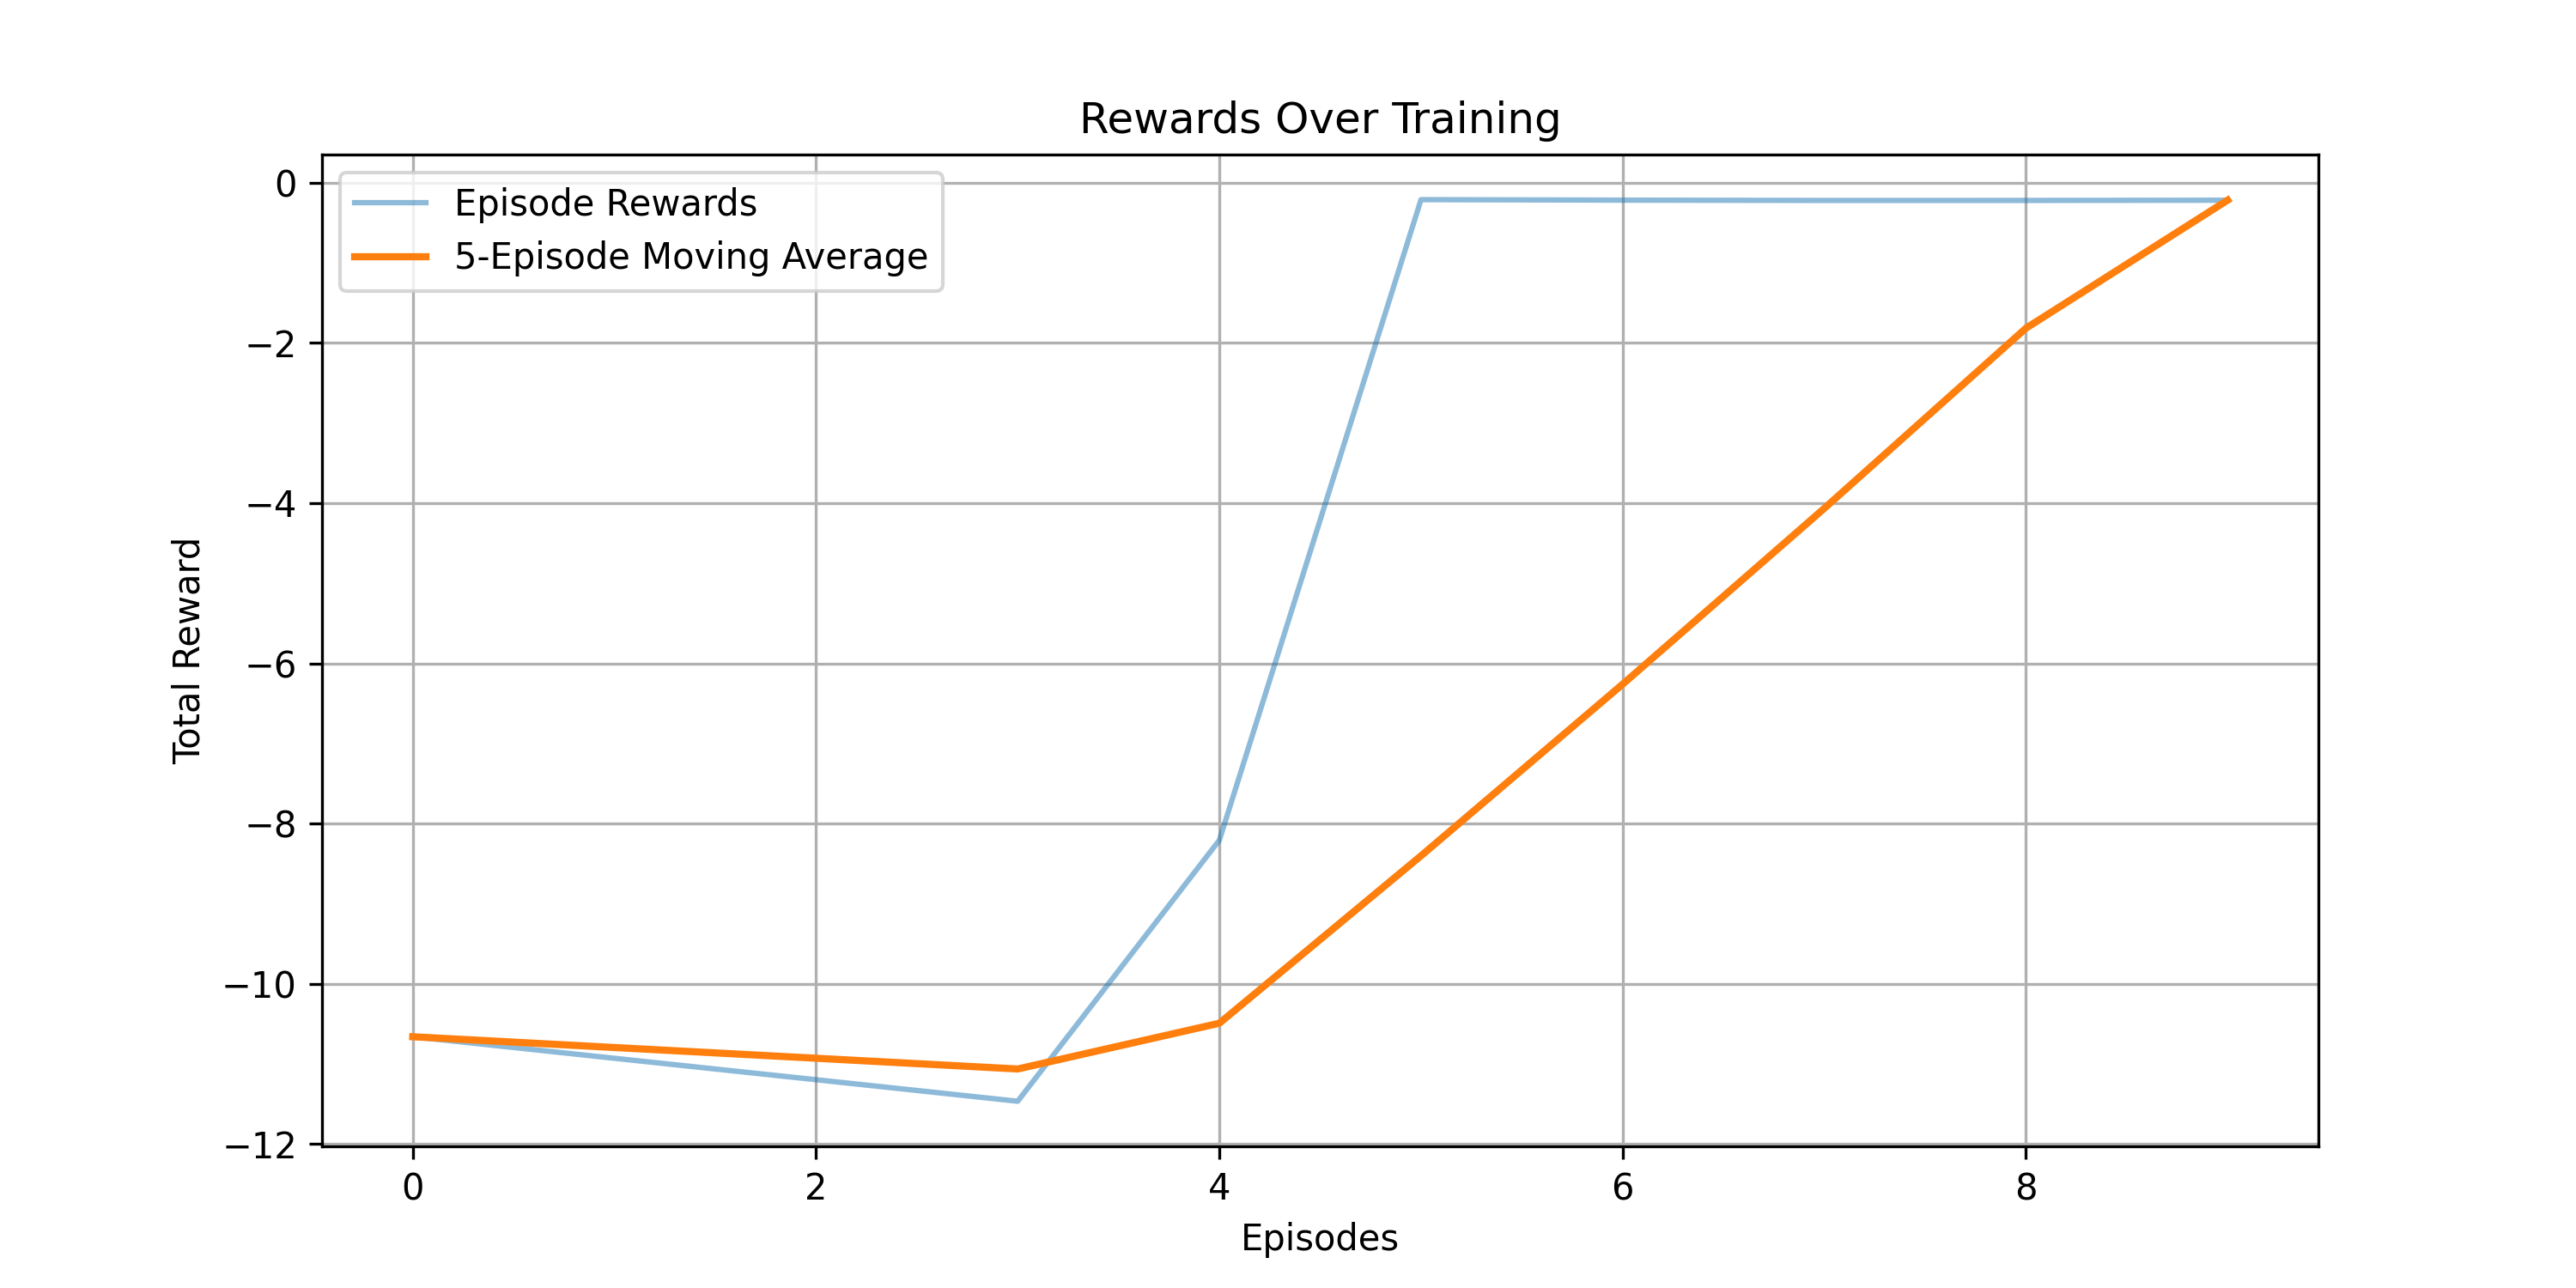 Rewards Over Training
Episode Rewards
5-Episode Moving Average
0
−2
−4
−6
−8
−10
−12
Total Reward
0 2 4 6 8
Episodes